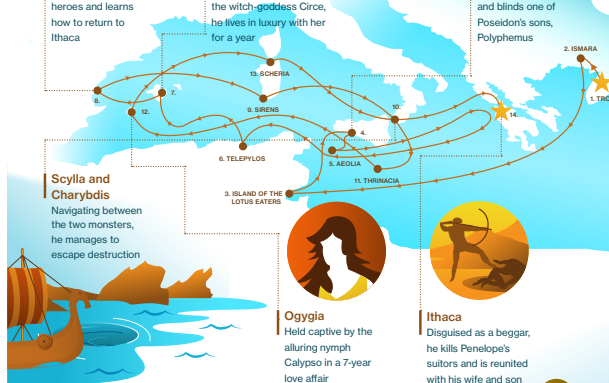 heroes and learns
how to return to
Ithaca
the witch-goddess Circe,
he lives in luxury with her
for a year
and blinds one of
Poseidon's sons,
Polyphemus
2. ISMARA
13. SCHERIA
8.
7.
9. SIRENS
10.
12.
14.
4.
6. TELEPYLOS
5. AEOLIA
11. THRINACIA
3. ISLAND OF THE
LOTUS EATERS
Scylla and
Charybdis
Navigating between
the two monsters,
he manages to
escape destruction
Ogygia
Held captive by the
alluring nymph
Calypso in a 7-year
love affair
Ithaca
Disguised as a beggar,
he kills Penelope's
suitors and is reunited
with his wife and son